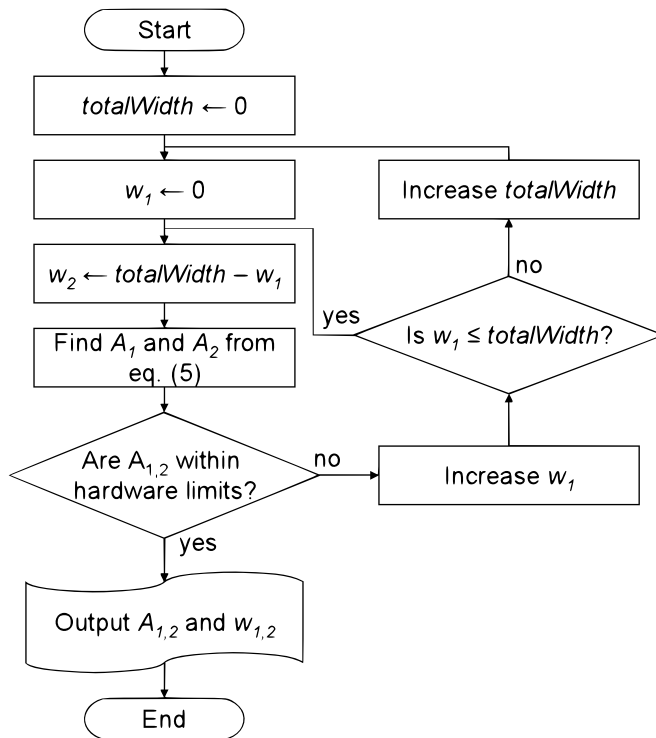 Start
totalWidth ← 0
w₁ ← 0
Increase totalWidth
w₂ ← totalWidth – w₁
no
yes
Is w₁ ≤ totalWidth?
Find A₁ and A₂ from
eq. (5)
Are A₁,₂ within
hardware limits?
no
Increase w₁
yes
Output A₁,₂ and w₁,₂
End